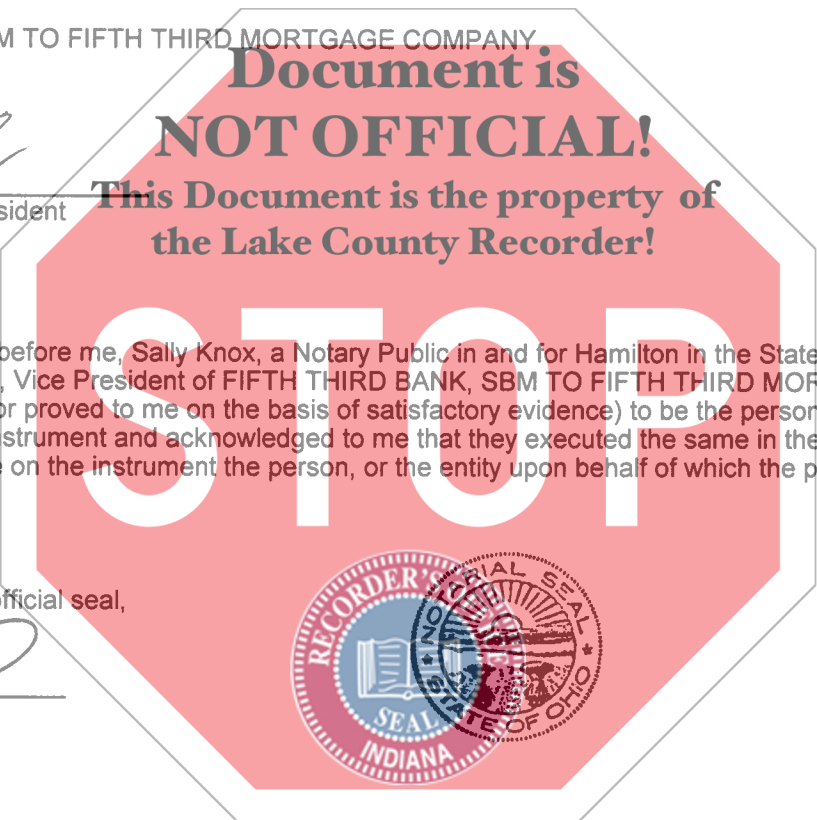 M TO FIFTH THIRD MORTGAGE COMPANY
Document is
NOT OFFICIAL!
This Document is the property of
sident
the Lake County Recorder!
STOP
before me, Sally Knox, a Notary Public in and for Hamilton in the State
, Vice President of FIFTH THIRD BANK, SBM TO FIFTH THIRD MOR
or proved to me on the basis of satisfactory evidence) to be the person
strument and acknowledged to me that they executed the same in the
on the instrument the person, or the entity upon behalf of which the p
official seal,
RECORDER'S
SEAL
INDIANA
NOTARIAL SEAL
STATE OF OHIO